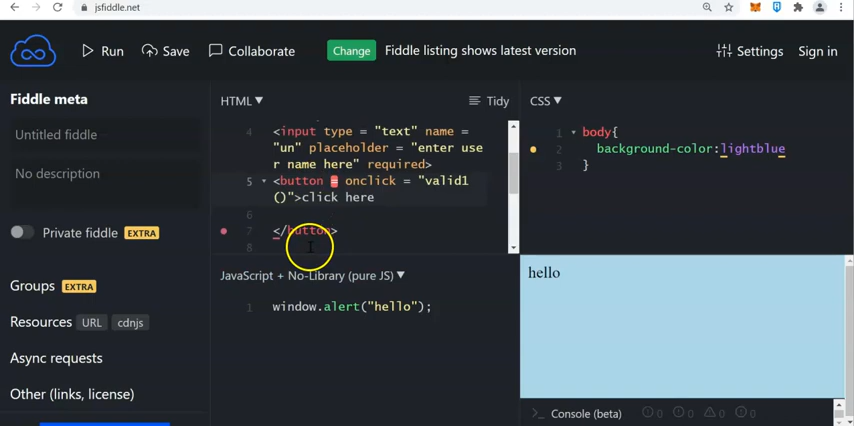 jsfiddle.net
Run
Save
Collaborate
Change
Fiddle listing shows latest version
Settings
Sign in
Fiddle meta
Untitled fiddle
No description
Private fiddle EXTRA
Groups EXTRA
Resources URL cdnjs
Async requests
Other (links, license)
HTML▼
Tidy
4 <input type = "text" name =
"un" placeholder = "enter use
r name here" required>
5 ▾ <button = onclick = "valid1
()">click here
6
7 </button>
8
CSS▼
1 ▾ body{
2 background-color:lightblue
3 }
JavaScript + No-Library (pure JS)▼
1 window.alert("hello");
hello
>_ Console (beta) 0 0 0 0